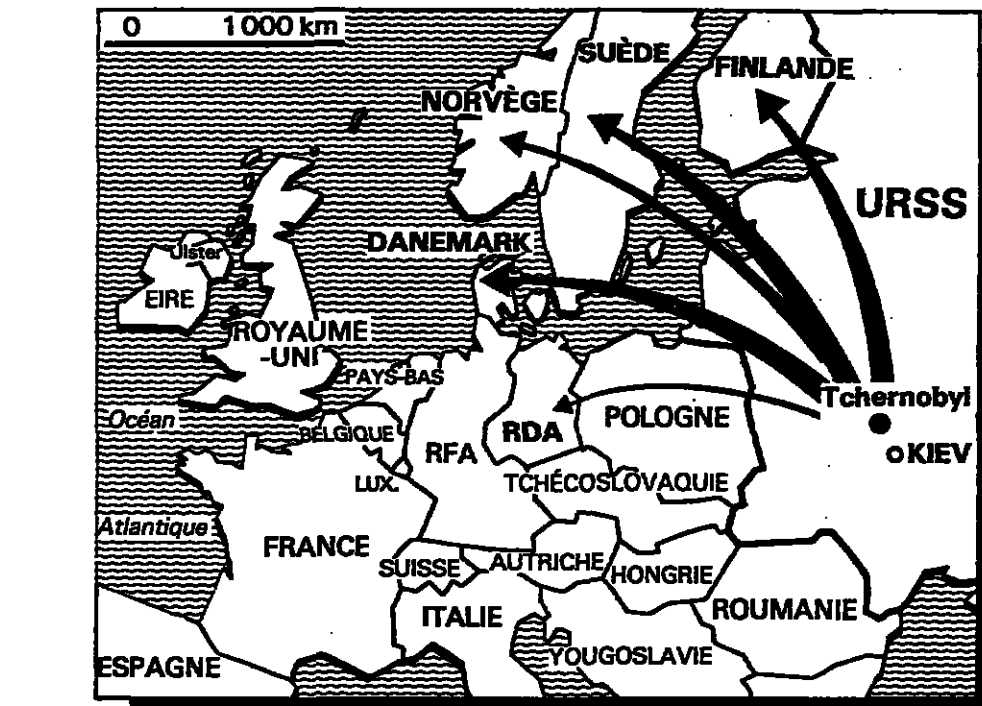 0 1000 km
SUÈDE
FINLANDE
NORVÈGE
URSS
DANEMARK
Ulster
EIRE
ROYAUME
-UNI
PAYS-BAS
Tchernobyl
Océan
BELGIQUE
RDA
POLOGNE
RFA
KIEV
LUX.
TCHÉCOSLOVAQUIE
Atlantique
FRANCE
SUISSE
AUTRICHE
HONGRIE
ITALIE
ROUMANIE
ESPAGNE
YOUGOSLAVIE